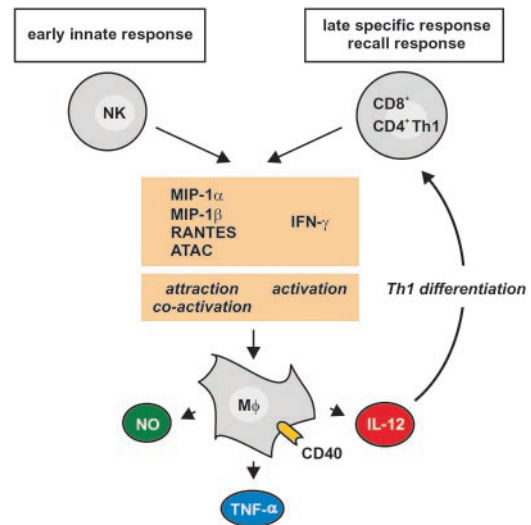 early innate response
late specific response
recall response
NK
CD8⁺
CD4⁺ Th1
MIP-1α
MIP-1β
RANTES
ATAC
IFN-γ
attraction
co-activation
activation
Th1 differentiation
Mϕ
NO
CD40
IL-12
TNF-α